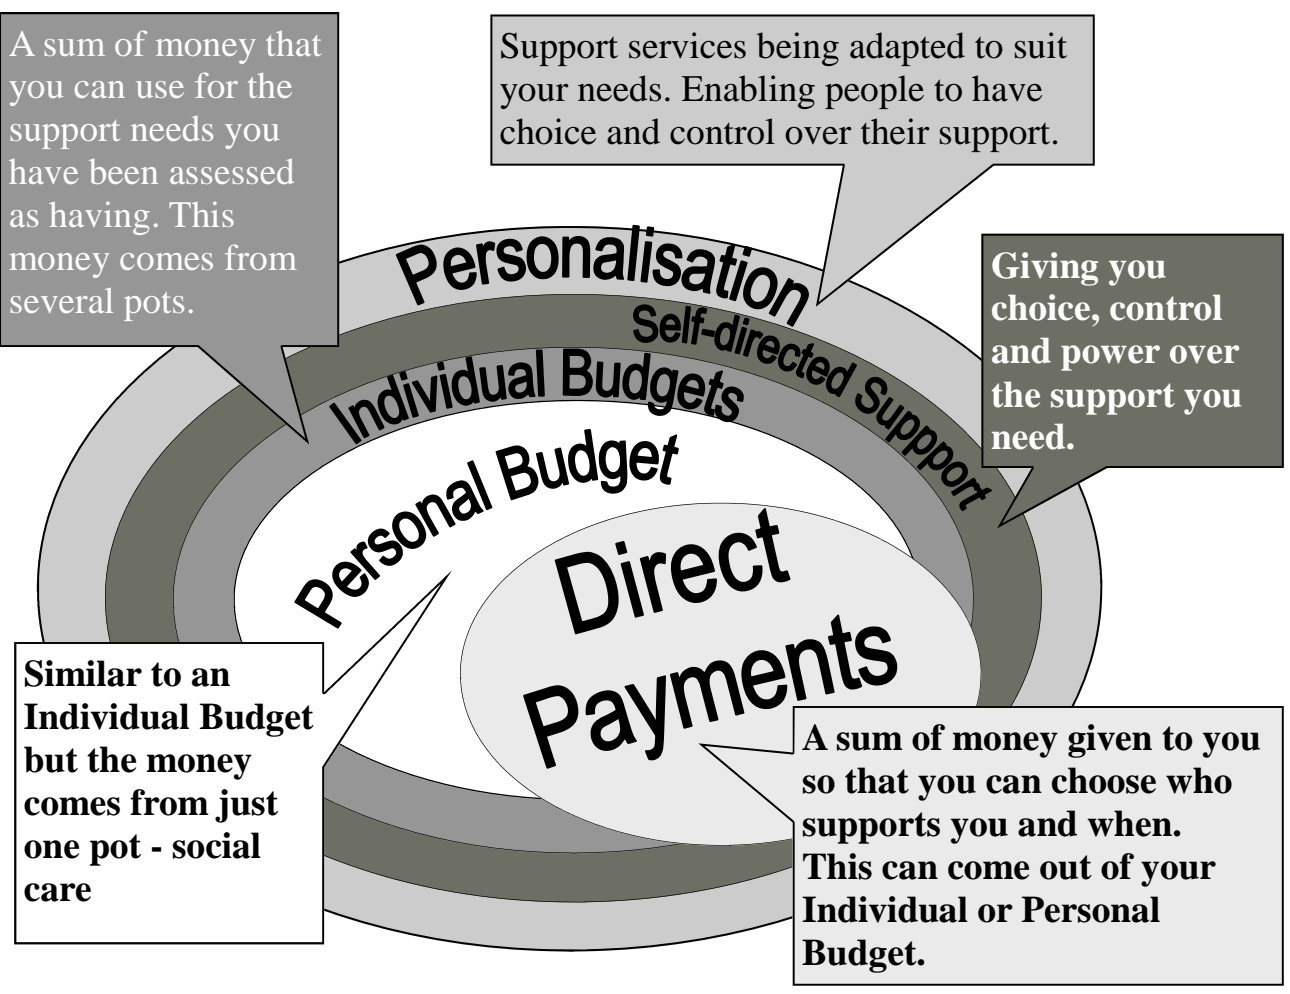 A sum of money that
you can use for the
support needs you
have been assessed
as having. This
money comes from
several pots.
Support services being adapted to suit
your needs. Enabling people to have
choice and control over their support.
Giving you
choice, control
and power over
the support you
need.
Personalisation
Self-directed Suppport
Individual Budgets
Personal Budget
Direct
Payments
Similar to an
Individual Budget
but the money
comes from just
one pot - social
care
A sum of money given to you
so that you can choose who
supports you and when.
This can come out of your
Individual or Personal
Budget.